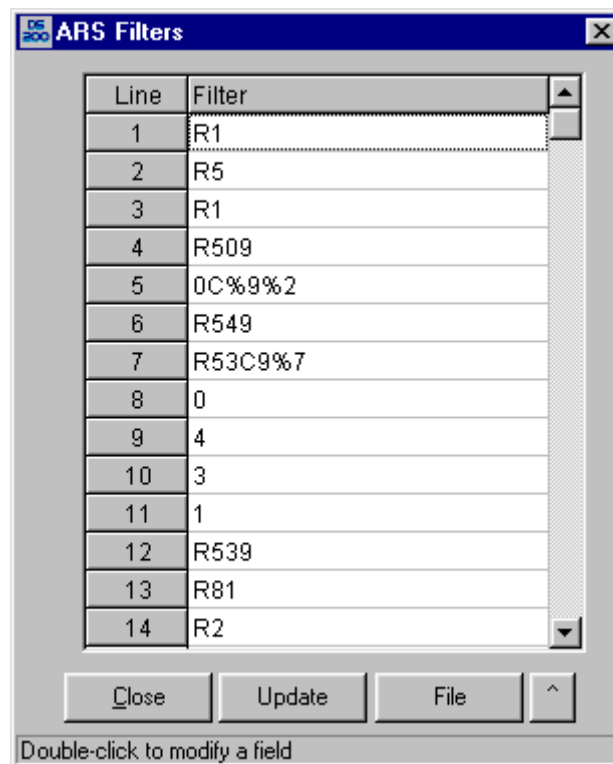 DS 200 ARS Filters
Line Filter
1 R1
2 R5
3 R1
4 R509
5 0C%9%2
6 R549
7 R53C9%7
8 0
9 4
10 3
11 1
12 R539
13 R81
14 R2
Close Update File ^
Double-click to modify a field